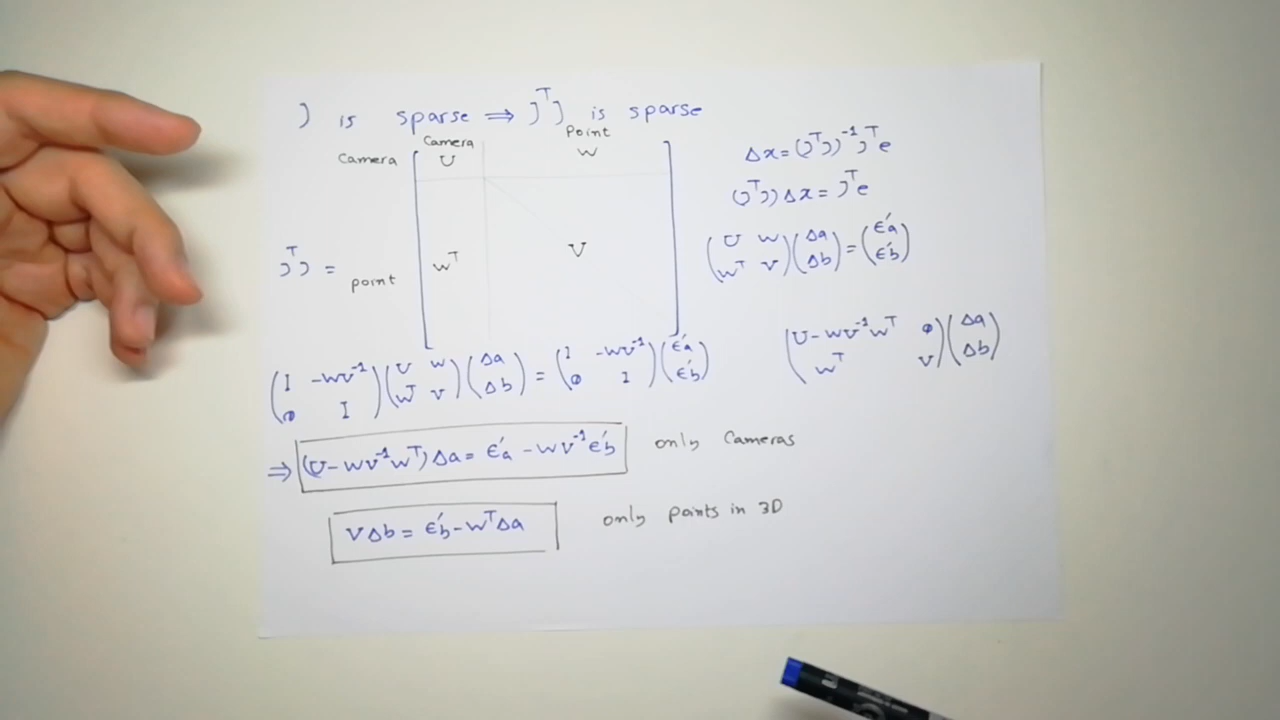 J is sparse ⇒ JᵀJ is sparse
Camera Point
Camera U W
JᵀJ =
point Wᵀ V
Δx = (JᵀJ)⁻¹Jᵀe
(JᵀJ)Δx = Jᵀe
(U W; Wᵀ V)(Δa; Δb) = (ϵ′a; ϵ′b)
(U-WV⁻¹Wᵀ 0; Wᵀ V)(Δa; Δb)
(I -WV⁻¹; 0 I)(U W; Wᵀ V)(Δa; Δb) = (I -WV⁻¹; 0 I)(ϵ′a; ϵ′b)
⇒ (U-WV⁻¹Wᵀ)Δa = ϵ′a - WV⁻¹ϵ′b only Cameras
VΔb = ϵ′b - WᵀΔa only points in 3D